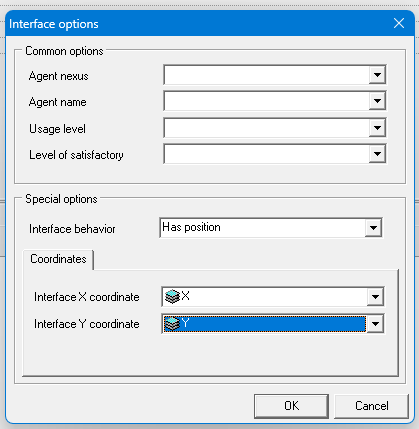 Interface options
Common options
Agent nexus
Agent name
Usage level
Level of satisfactory
Special options
Interface behavior Has position
Coordinates
Interface X coordinate X
Interface Y coordinate Y
OK Cancel